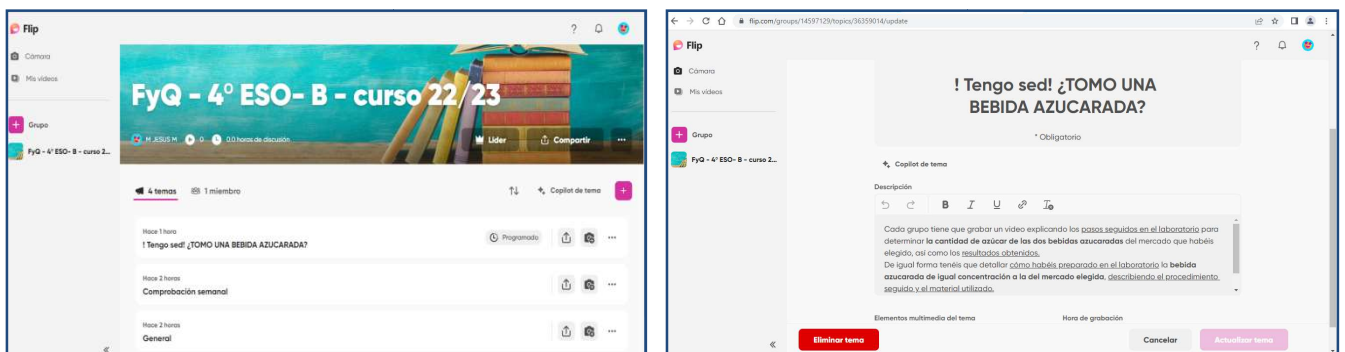 Flip
Cámara
Mis vídeos
Grupo
FyQ - 4º ESO- B - curso 2...
FyQ - 4º ESO- B - curso 22/23
M JESUS M 0 0.0 horas de discusión
Líder
Compartir
4 temas
1 miembro
Copilot de tema
Hace 1 hora
! Tengo sed! ¿TOMO UNA BEBIDA AZUCARADA?
Programado
Hace 2 horas
Comprobación semanal
Hace 2 horas
General
flip.com/groups/14597129/topics/36359014/update
Flip
Cámara
Mis vídeos
Grupo
FyQ - 4º ESO- B - curso 2...
! Tengo sed! ¿TOMO UNA
BEBIDA AZUCARADA?
* Obligatorio
Copilot de tema
Descripción
B I U
Cada grupo tiene que grabar un video explicando los pasos seguidos en el laboratorio para
determinar la cantidad de azúcar de las dos bebidas azucaradas del mercado que habéis
elegido, así como los resultados obtenidos.
De igual forma tenéis que detallar cómo habéis preparado en el laboratorio la bebida
azucarada de igual concentración a la del mercado elegida, describiendo el procedimiento
seguido y el material utilizado.
Elementos multimedia del tema
Hora de grabación
Eliminar tema
Cancelar
Actualizar tema